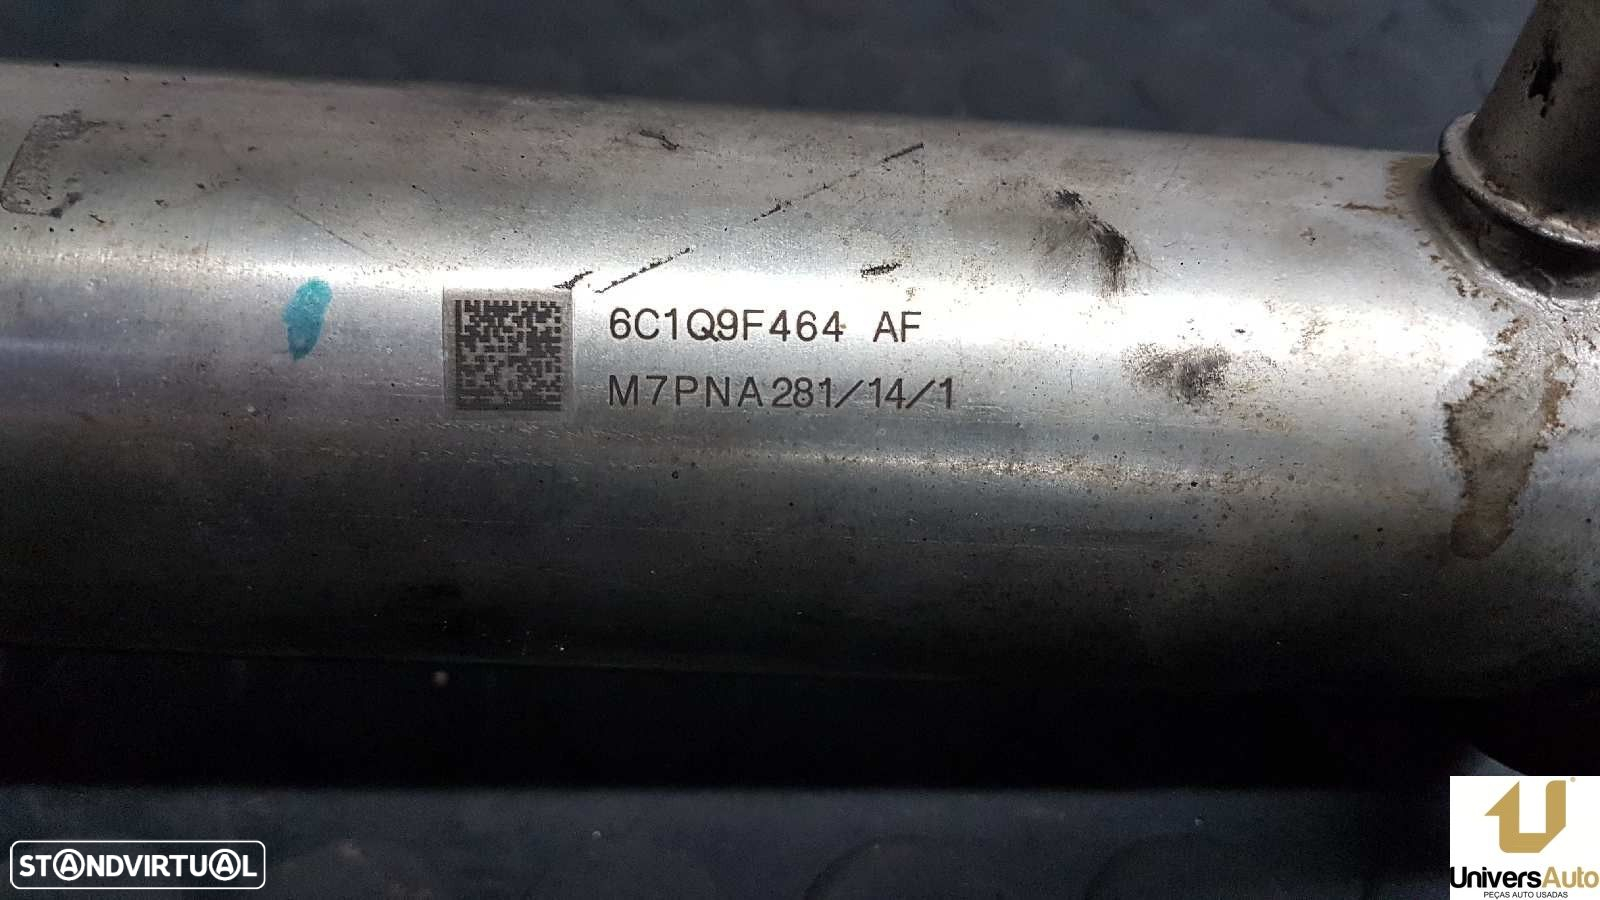 6C1Q9F464 AF
M7PNA281/14/1
STANDVIRTUAL
UniversAuto
PEÇAS AUTO USADAS